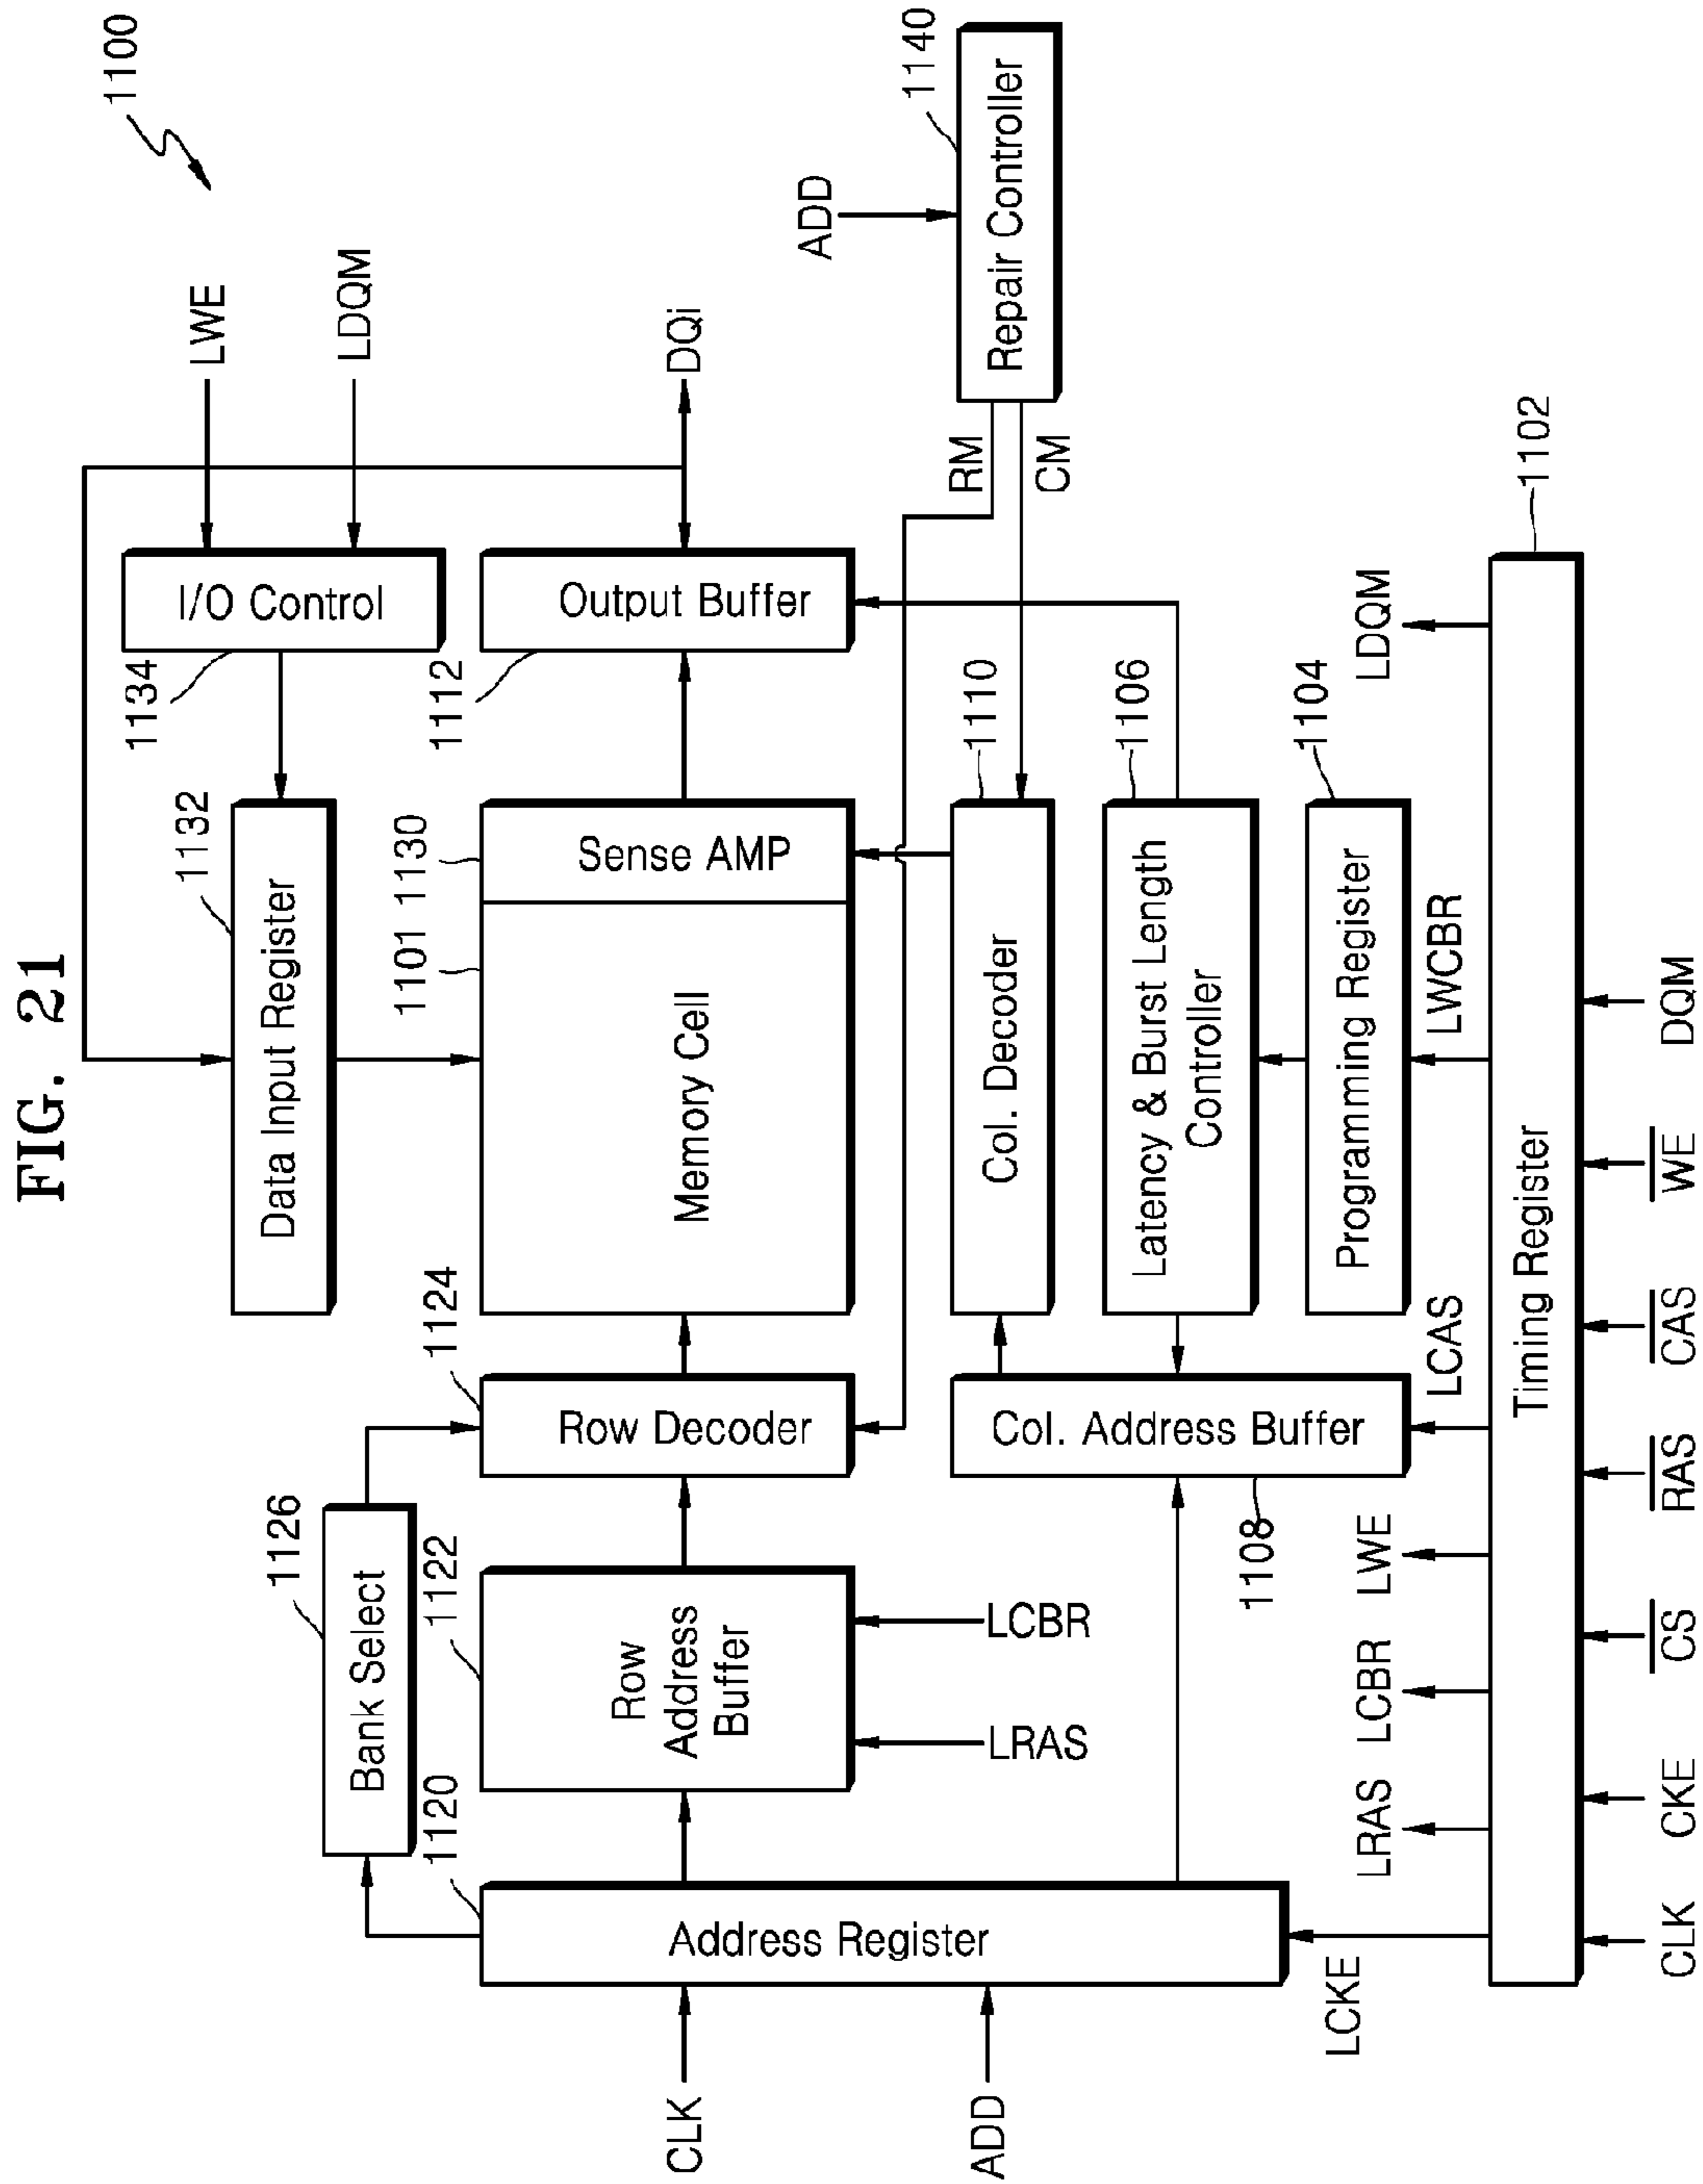 FIG. 21
1100
LWE
LDQM
DQi
I/O Control
1134
Data Input Register
1132
Output Buffer
1112
Sense AMP
1130
Memory Cell
1101
Row Decoder
1124
Bank Select
1126
Row
Address
Buffer
1122
LCBR
LRAS
Address Register
1120
CLK
ADD
LCKE
ADD
Repair Controller
1140
RM
CM
Col. Decoder
1110
Latency & Burst Length
Controller
1106
Programming Register
1104
Col. Address Buffer
1108
LRAS
LCBR
LWE
LCAS
LWCBR
LDQM
Timing Register
1102
CLK
CKE
CS
RAS
CAS
WE
DQM